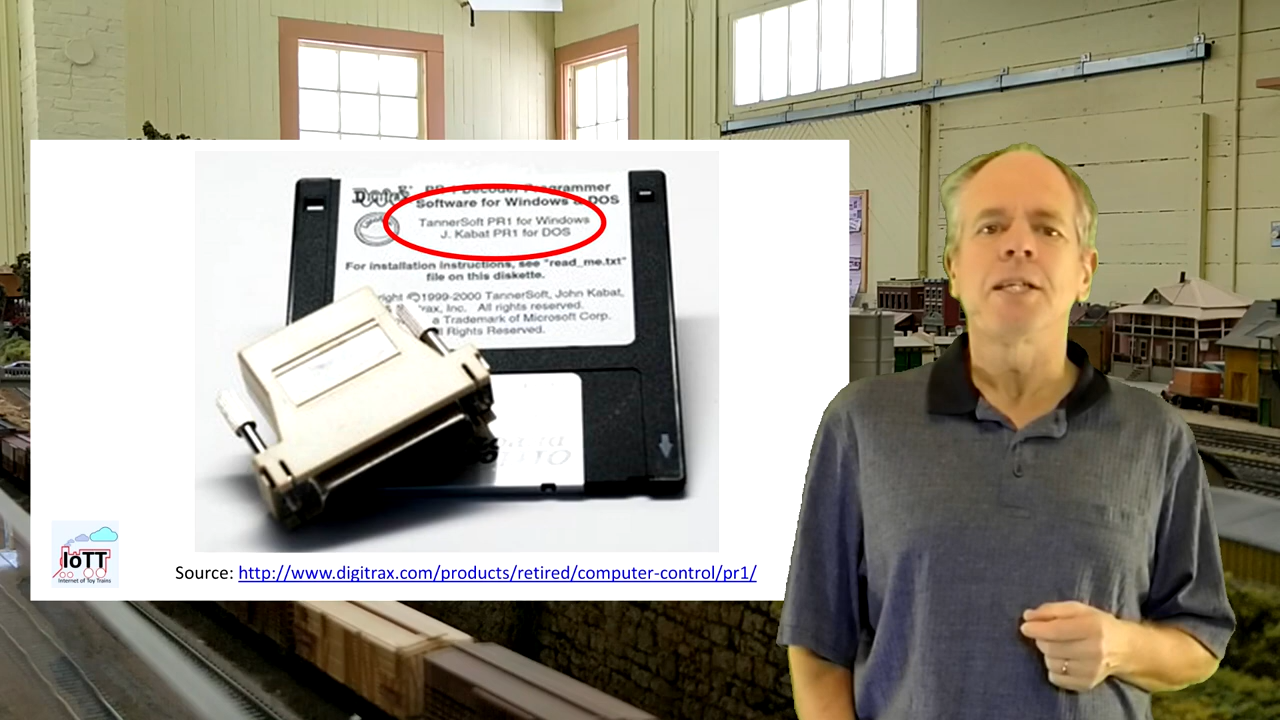 Digitrax PR-1 Decoder Programmer
Software for Windows & DOS
TannerSoft PR1 for Windows
J. Kabat PR1 for DOS
For installation instructions, see "read_me.txt"
file on this diskette.
©1999-2000 TannerSoft, John Kabat,
Inc. All rights reserved.
a Trademark of Microsoft Corp.
Rights Reserved.
IoTT
Internet of Toy Trains
Source: http://www.digitrax.com/products/retired/computer-control/pr1/